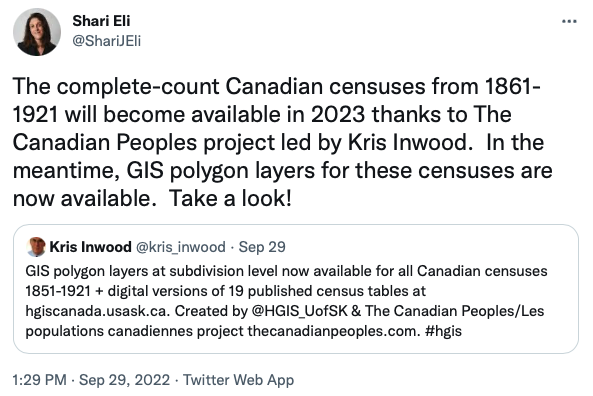 Shari Eli
@ShariJEli
The complete-count Canadian censuses from 1861-
1921 will become available in 2023 thanks to The
Canadian Peoples project led by Kris Inwood.  In the
meantime, GIS polygon layers for these censuses are
now available.  Take a look!
Kris Inwood @kris_inwood · Sep 29
GIS polygon layers at subdivision level now available for all Canadian censuses
1851-1921 + digital versions of 19 published census tables at
hgiscanada.usask.ca. Created by @HGIS_UofSK & The Canadian Peoples/Les
populations canadiennes project thecanadianpeoples.com. #hgis
1:29 PM · Sep 29, 2022 · Twitter Web App